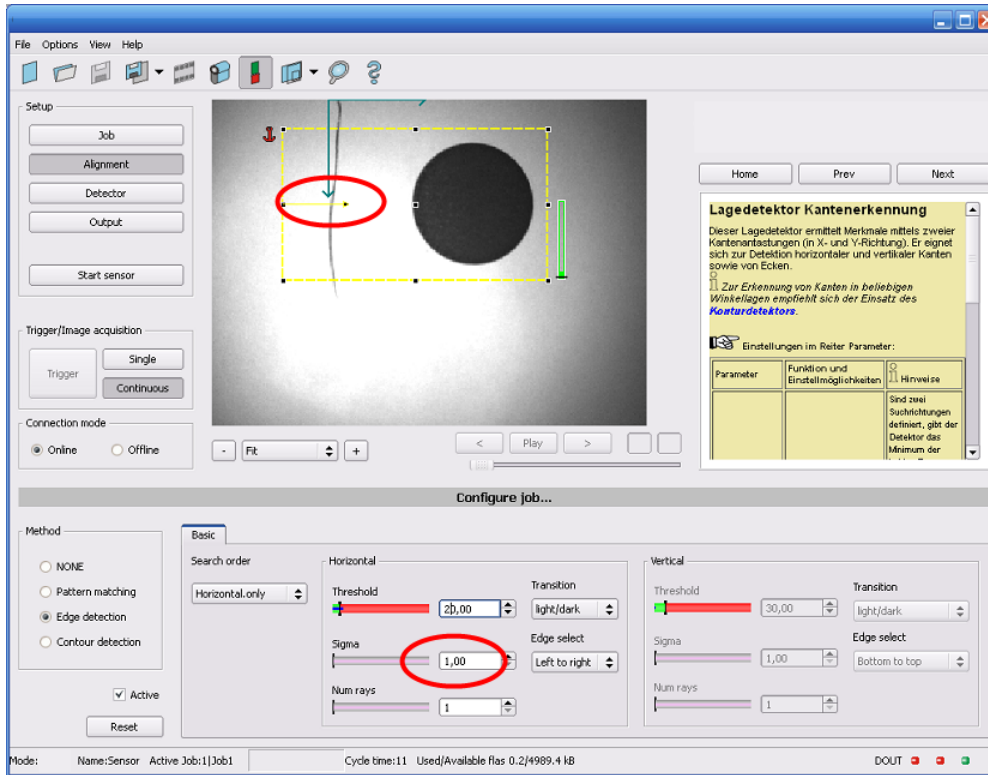 File Options View Help
Setup
Job
Alignment
Detector
Output
Start sensor
Trigger/Image acquisition
Trigger
Single
Continuous
Connection mode
Online
Offline
- Fit +
< Play >
Home Prev Next
Lagedetektor Kantenerkennung
Dieser Lagedetektor ermittelt Merkmale mittels zweier
Kantenantastungen (in X- und Y-Richtung). Er eignet
sich zur Detektion horizontaler und vertikaler Kanten
sowie von Ecken.
Zur Erkennung von Kanten in beliebigen
Winkellagen empfiehlt sich der Einsatz des
Konturdetektors.
Einstellungen im Reiter Parameter:
Parameter
Funktion und
Einstellmöglichkeiten
Hinweise
Sind zwei
Suchrichtungen
definiert, gibt der
Detektor das
Minimum der
Configure job...
Method
NONE
Pattern matching
Edge detection
Contour detection
Active
Reset
Basic
Search order
Horizontal.only
Horizontal
Threshold
20,00
Transition
light/dark
Sigma
1,00
Edge select
Left to right
Num rays
1
Vertical
Threshold
30,00
Transition
light/dark
Sigma
1,00
Edge select
Bottom to top
Num rays
1
Mode: Name:Sensor Active Job:1|Job1 Cycle time:11 Used/Available flas 0.2/4989.4 kB DOUT